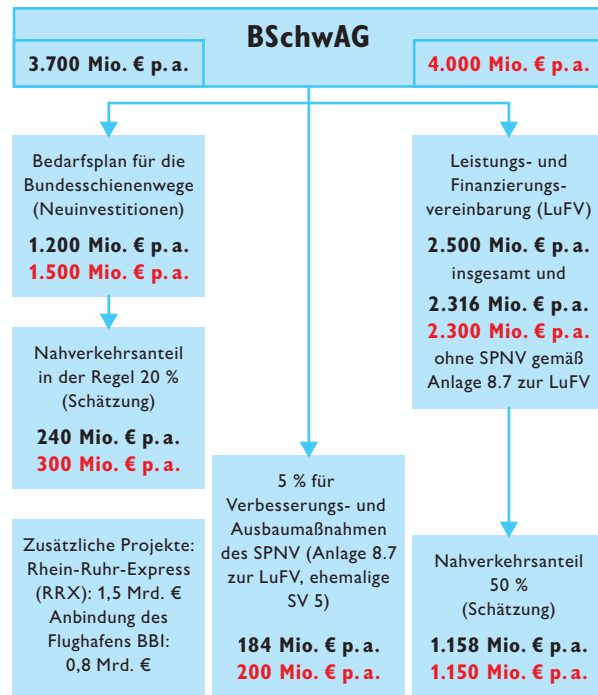 BSchwAG
3.700 Mio. € p. a.
4.000 Mio. € p. a.
Bedarfsplan für die
Bundesschienenwege
(Neuinvestitionen)
1.200 Mio. € p. a.
1.500 Mio. € p. a.
Nahverkehrsanteil
in der Regel 20 %
(Schätzung)
240 Mio. € p. a.
300 Mio. € p. a.
Zusätzliche Projekte:
Rhein-Ruhr-Express
(RRX): 1,5 Mrd. €
Anbindung des
Flughafens BBI:
0,8 Mrd. €
5 % für
Verbesserungs- und
Ausbaumaßnahmen
des SPNV (Anlage 8.7
zur LuFV, ehemalige
SV 5)
184 Mio. € p. a.
200 Mio. € p. a.
Leistungs- und
Finanzierungs-
vereinbarung (LuFV)
2.500 Mio. € p. a.
insgesamt und
2.316 Mio. € p. a.
2.300 Mio. € p. a.
ohne SPNV gemäß
Anlage 8.7 zur LuFV
Nahverkehrsanteil
50 %
(Schätzung)
1.158 Mio. € p. a.
1.150 Mio. € p. a.